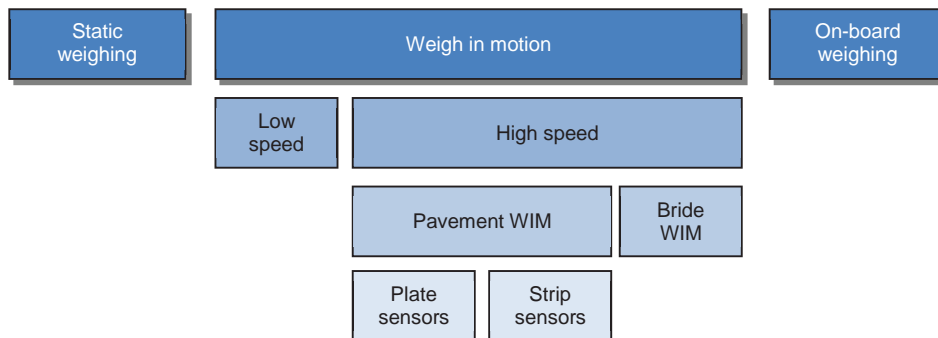 Static
weighing
Weigh in motion
On-board
weighing
Low
speed
High speed
Pavement WIM
Bride
WIM
Plate
sensors
Strip
sensors